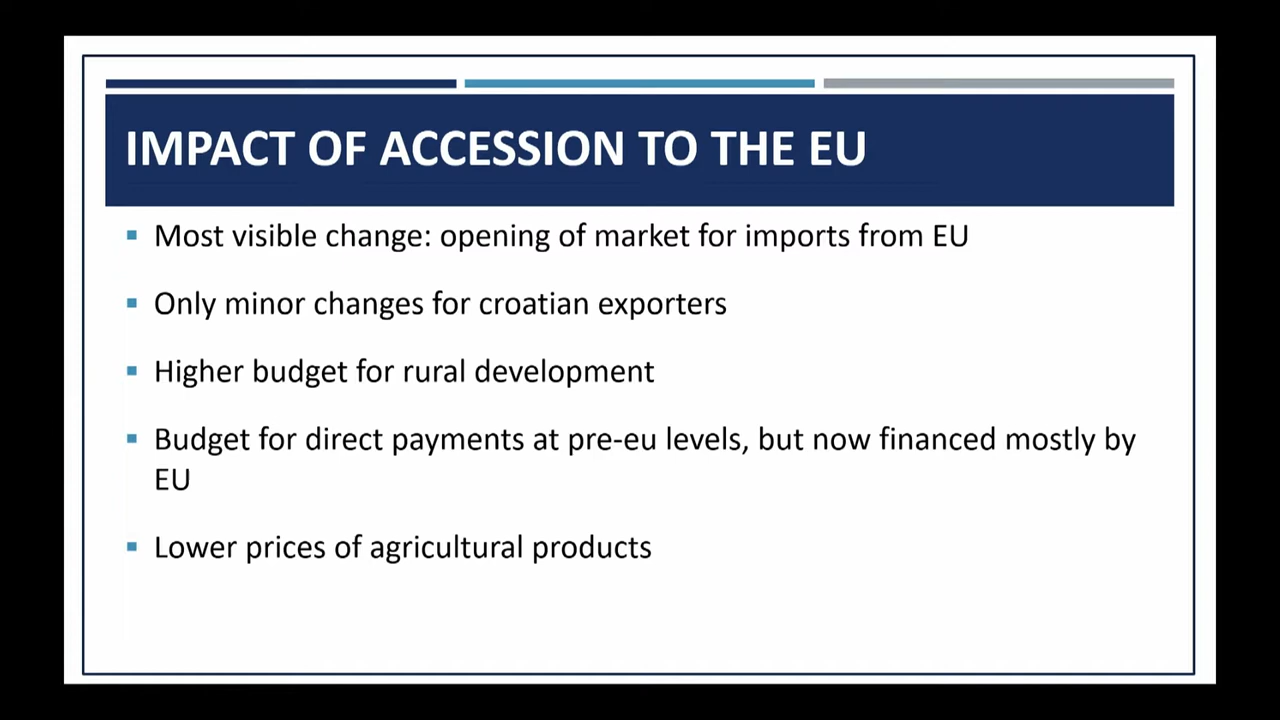 IMPACT OF ACCESSION TO THE EU
Most visible change: opening of market for imports from EU
Only minor changes for croatian exporters
Higher budget for rural development
Budget for direct payments at pre-eu levels, but now financed mostly by
EU
Lower prices of agricultural products